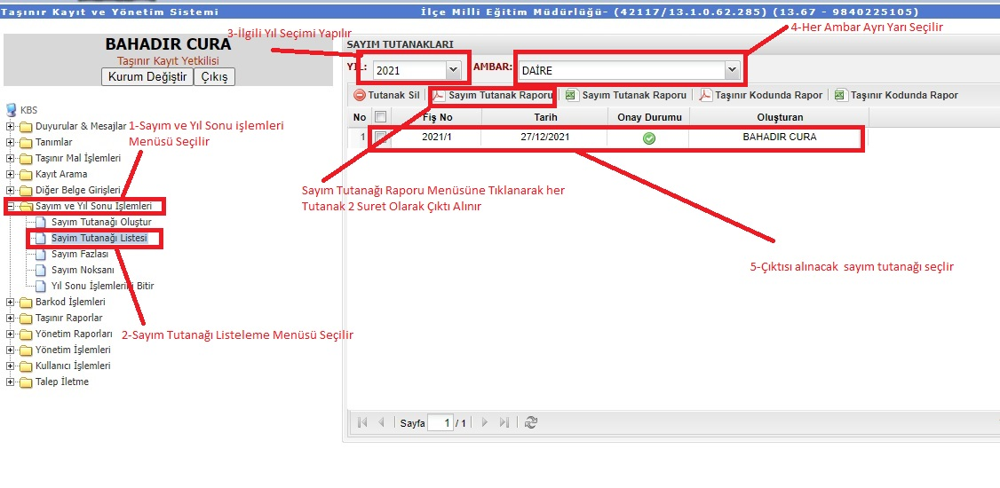 Taşınır Kayıt ve Yönetim Sistemi
İlçe Milli Eğitim Müdürlüğü- (42117/13.1.0.62.285) (13.67 - 9840225105)
BAHADIR CURA
Taşınır Kayıt Yetkilisi
Kurum Değiştir Çıkış
3-İlgili Yıl Seçimi Yapılır
4-Her Ambar Ayrı Yarı Seçilir
SAYIM TUTANAKLARI
YIL: 2021 AMBAR: DAİRE
Tutanak Sil Sayim Tutanak Raporu Sayim Tutanak Raporu Taşınır Kodunda Rapor Taşınır Kodunda Rapor
No Fiş No Tarih Onay Durumu Oluşturan
1 2021/1 27/12/2021 BAHADIR CURA
KBS
Duyurular & Mesajlar
Tanımlar
Taşınır Mal İşlemleri
Kayıt Arama
Diğer Belge Girişleri
Sayım ve Yıl Sonu İşlemleri
Sayım Tutanağı Oluştur
Sayim Tutanağı Listesi
Sayım Fazlası
Sayım Noksanı
Yıl Sonu İşlemlerini Bitir
Barkod İşlemleri
Taşınır Raporlar
Yönetim Raporları
Yönetim İşlemleri
Kullanıcı İşlemleri
Talep İletme
1-Sayım ve Yıl Sonu işlemleri
Menüsü Seçilir
2-Sayım Tutanağı Listeleme Menüsü Seçilir
Sayım Tutanağı Raporu Menüsüne Tıklanarak her
Tutanak 2 Suret Olarak Çıktı Alınır
5-Çıktısı alınacak sayım tutanağı seçlir
Sayfa 1 / 1